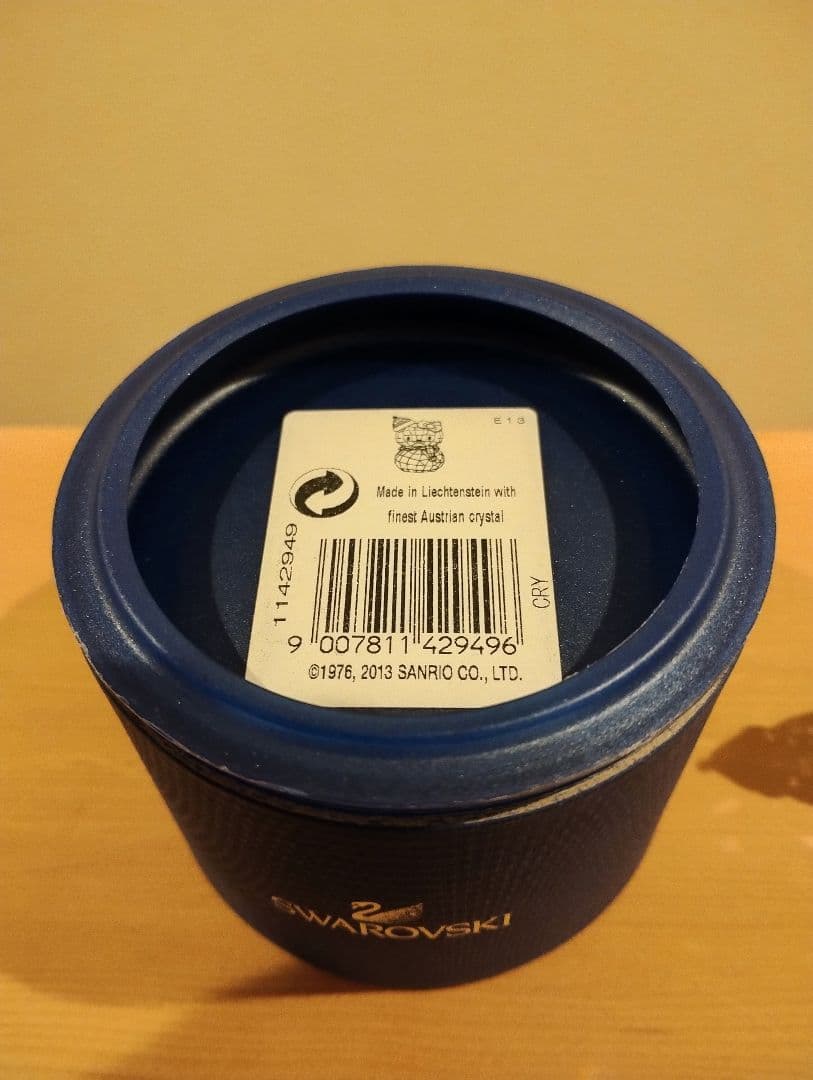 E13
Made in Liechtenstein with
finest Austrian crystal
1142949
CRY
9 007811 429496
©1976, 2013 SANRIO CO., LTD.
SWAROVSKI